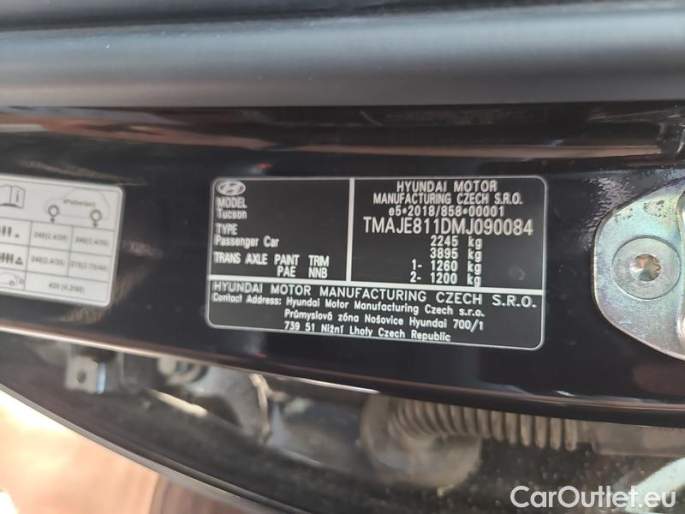 MODEL
Tucson
TYPE
Passenger Car
TRANS AXLE PAINT TRIM
PAE NNB
HYUNDAI MOTOR
MANUFACTURING CZECH S.R.O.
e5*2018/858*00001
TMAJE811DMJ090084
2245 kg
3895 kg
1- 1260 kg
2- 1200 kg
HYUNDAI MOTOR MANUFACTURING CZECH S.R.O.
Contact Address: Hyundai Motor Manufacturing Czech s.r.o.
Průmyslová zóna Nošovice Hyundai 700/1
739 51 Nižní Lhoty Czech Republic
CarOutlet.eu